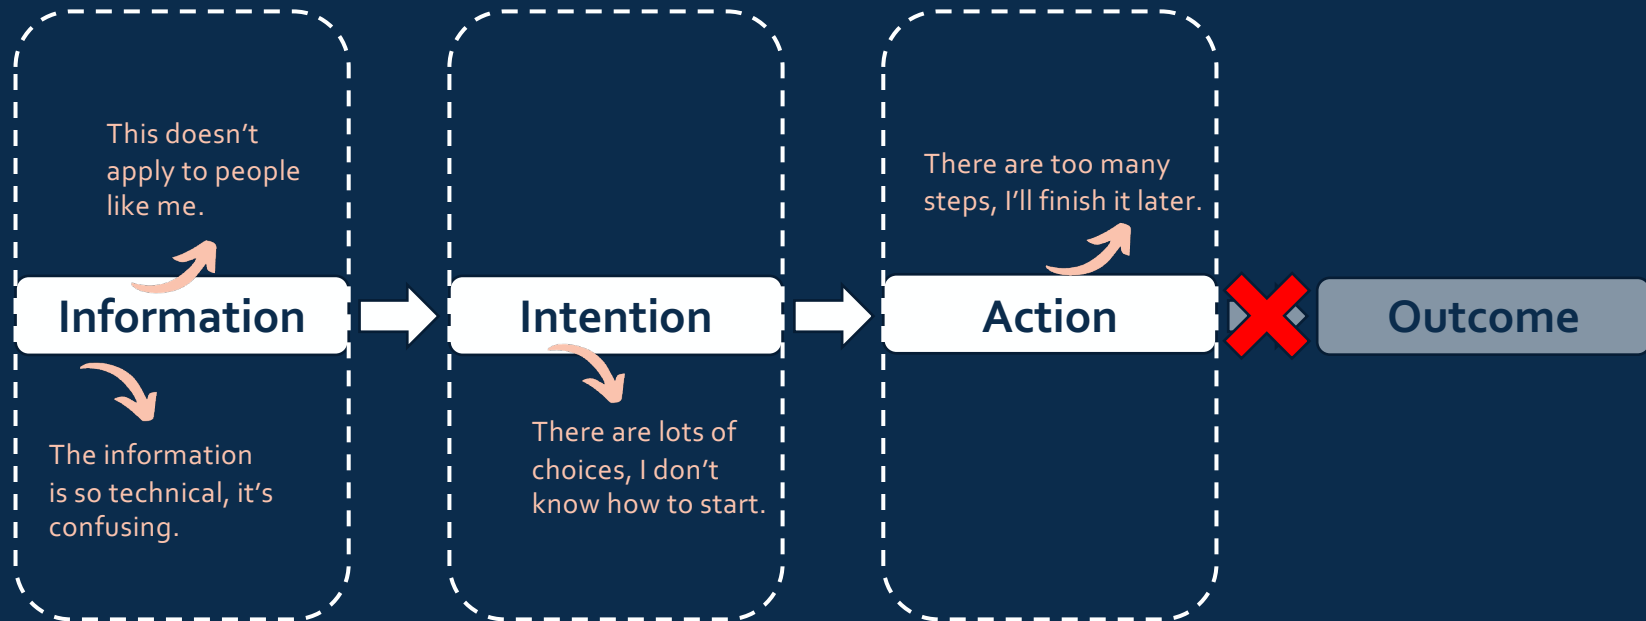 This doesn’t
apply to people
like me.
Information
The information
is so technical, it’s
confusing.
Intention
There are lots of
choices, I don’t
know how to start.
There are too many
steps, I’ll finish it later.
Action
Outcome